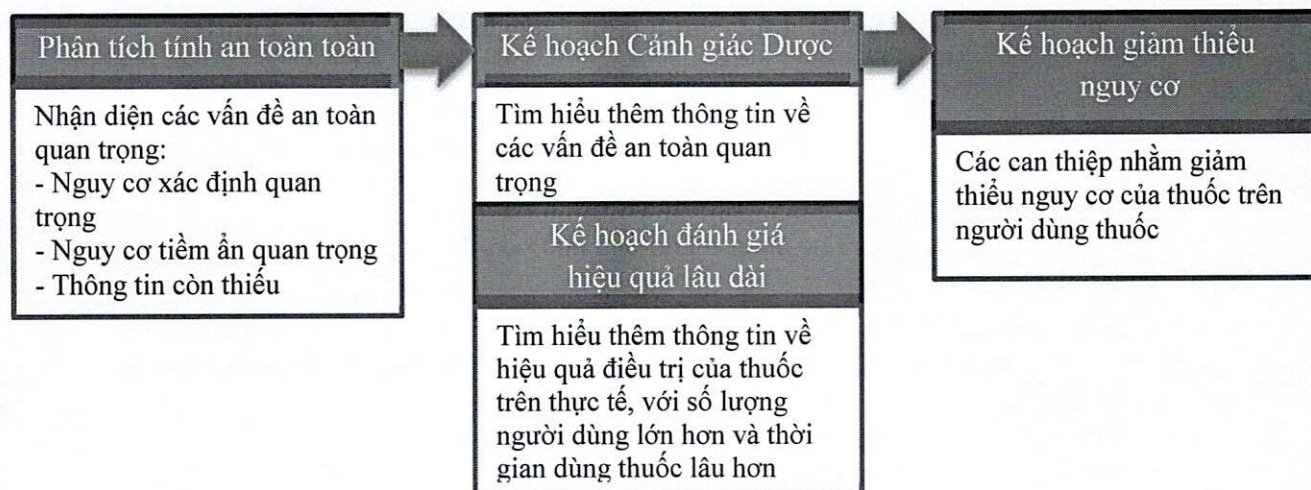 Phân tích tính an toàn toàn
Nhận diện các vấn đề an toàn
quan trọng:
- Nguy cơ xác định quan
trọng
- Nguy cơ tiềm ẩn quan trọng
- Thông tin còn thiếu
Kế hoạch Cảnh giác Dược
Tìm hiểu thêm thông tin về
các vấn đề an toàn quan
trọng
Kế hoạch đánh giá
hiệu quả lâu dài
Tìm hiểu thêm thông tin về
hiệu quả điều trị của thuốc
trên thực tế, với số lượng
người dùng lớn hơn và thời
gian dùng thuốc lâu hơn
Kế hoạch giảm thiểu
nguy cơ
Các can thiệp nhằm giảm
thiểu nguy cơ của thuốc trên
người dùng thuốc